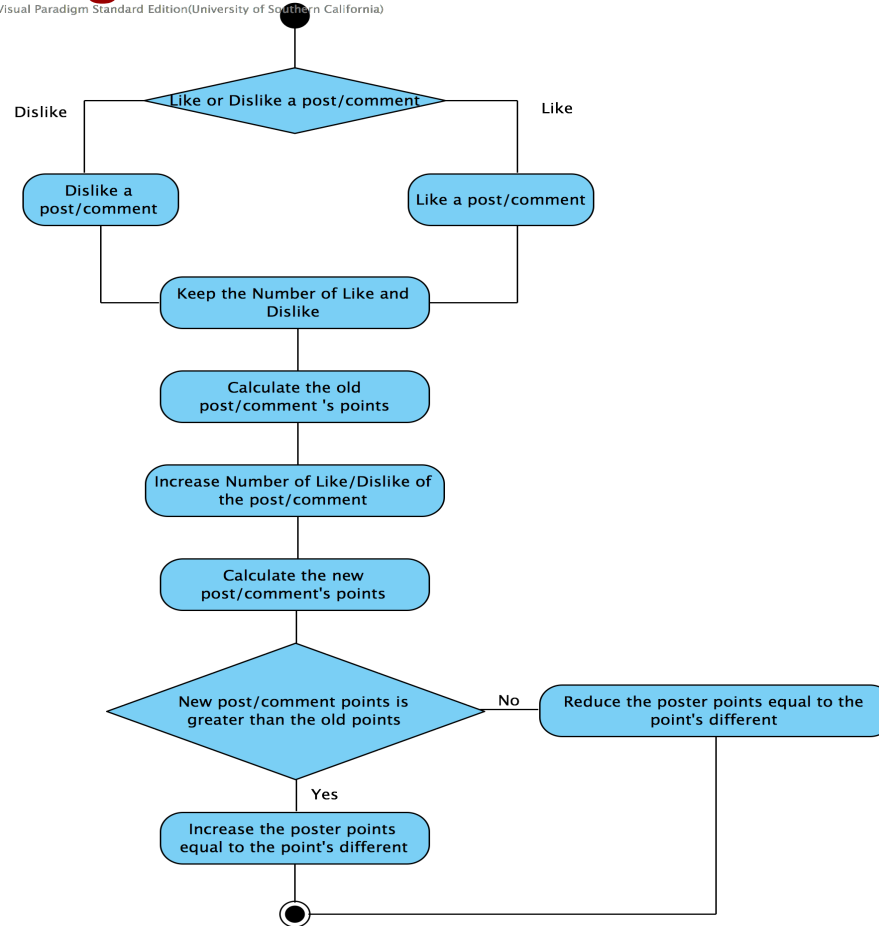 Visual Paradigm Standard Edition(University of Southern California)
Like or Dislike a post/comment
Dislike
Like
Dislike a
post/comment
Like a post/comment
Keep the Number of Like and
Dislike
Calculate the old
post/comment 's points
Increase Number of Like/Dislike of
the post/comment
Calculate the new
post/comment's points
New post/comment points is
greater than the old points
No
Reduce the poster points equal to the
point's different
Yes
Increase the poster points
equal to the point's different